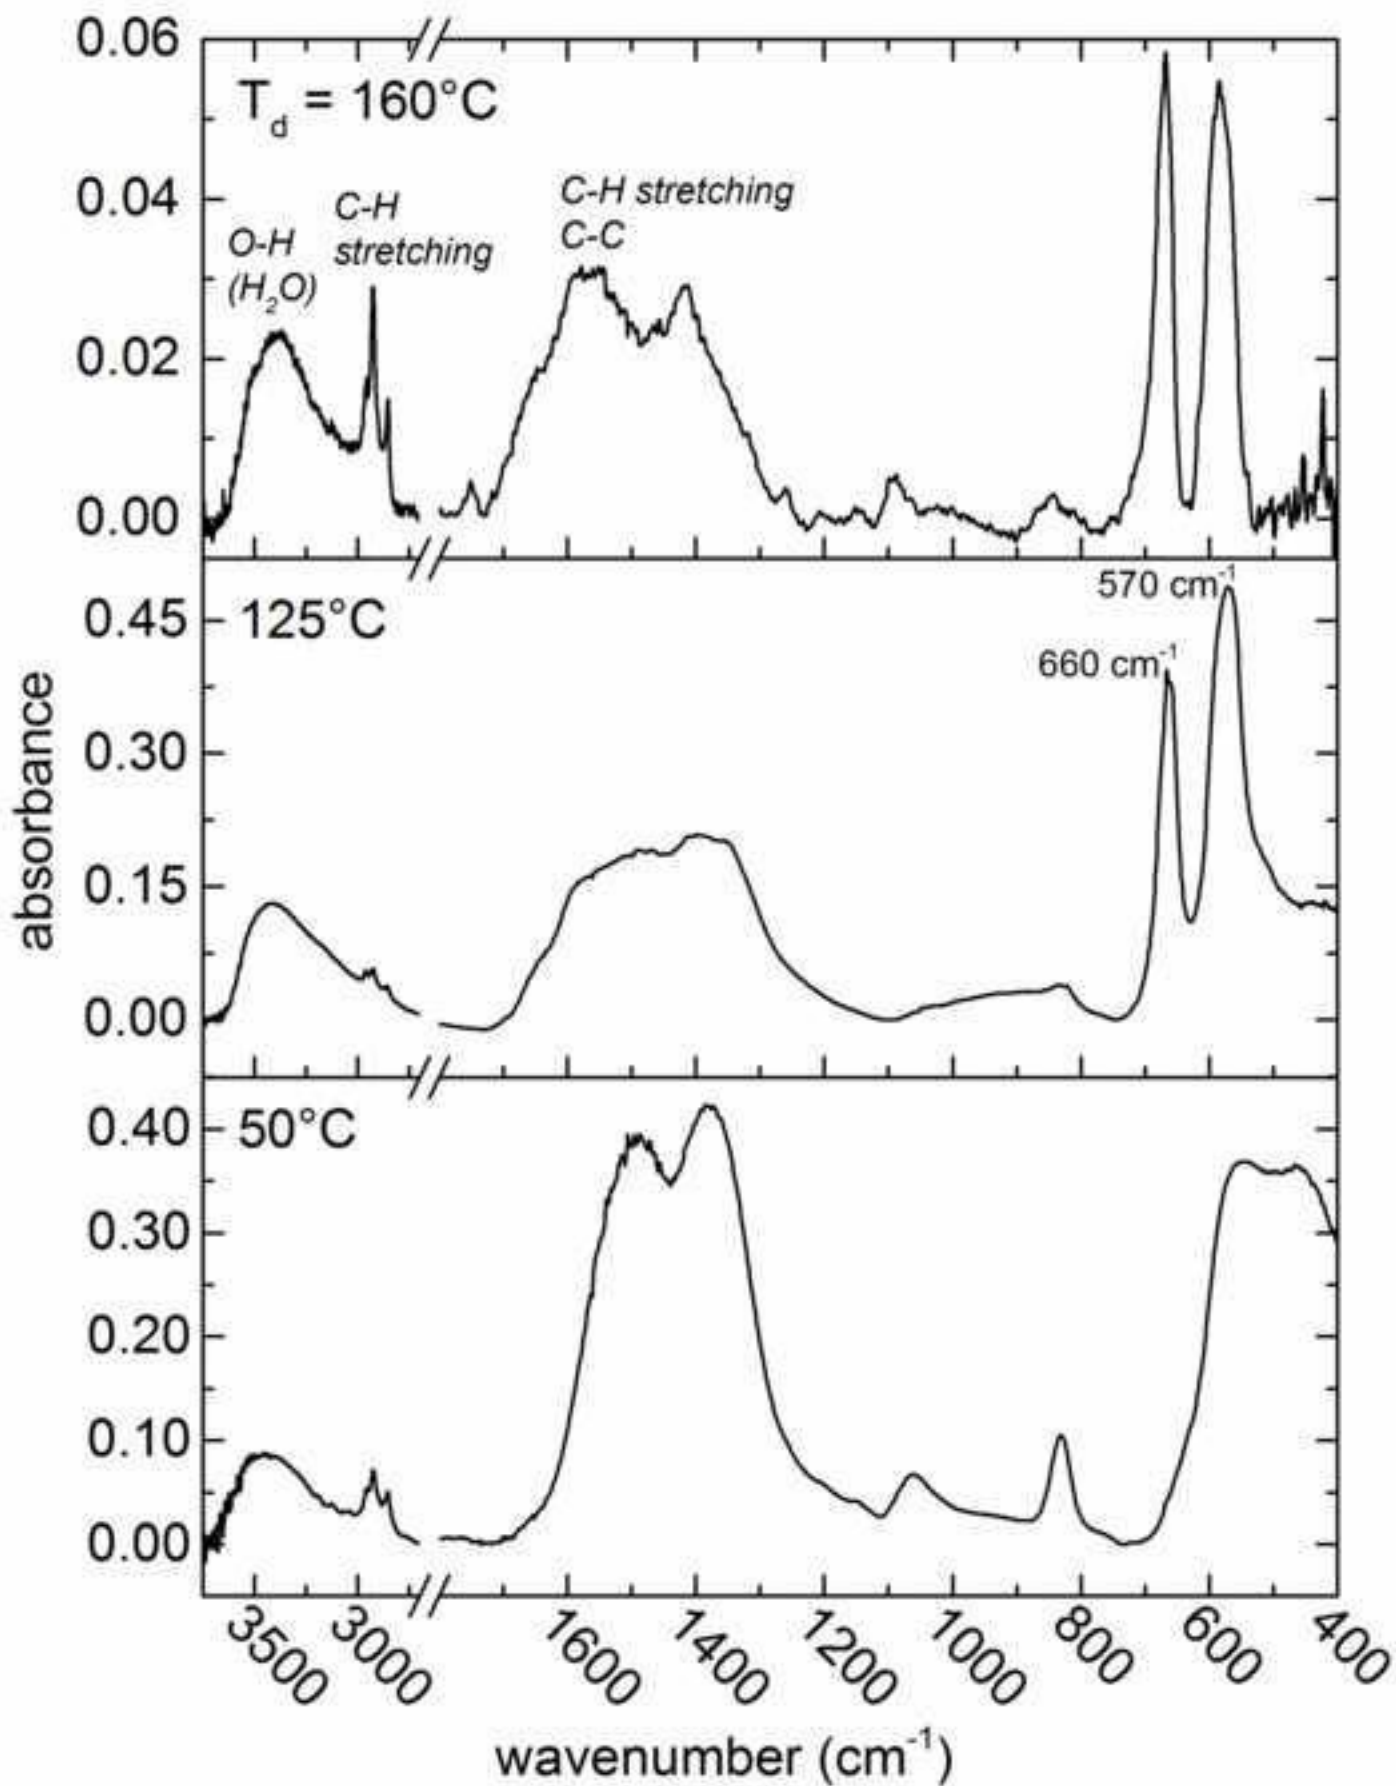 0.06
T_d = 160°C
0.04
C-H
stretching
C-H stretching
C-C
O-H
(H₂O)
0.02
0.00
570 cm⁻¹
0.45
125°C
660 cm⁻¹
0.30
absorbance
0.15
0.00
0.40
50°C
0.30
0.20
0.10
0.00
3500 3000 1600 1400 1200 1000 800 600 400
wavenumber (cm⁻¹)